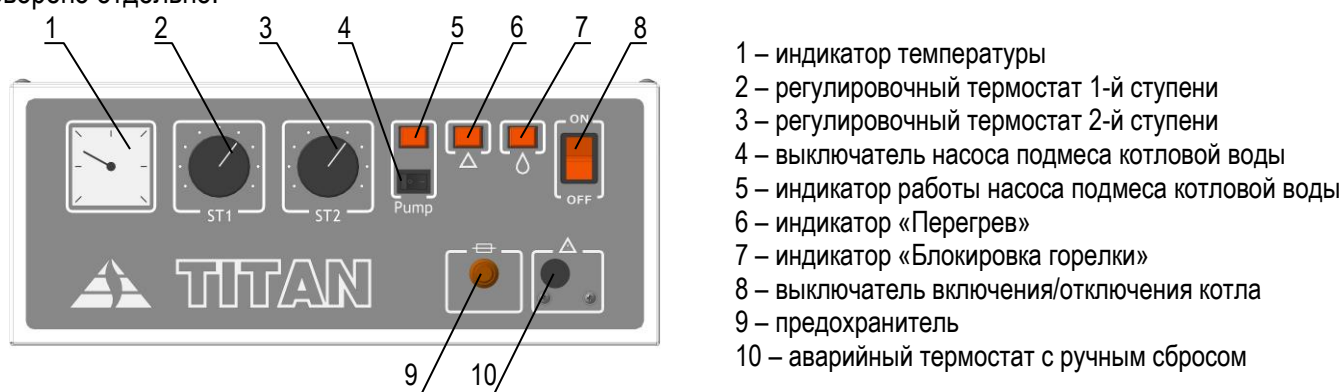 отдельно.
1 2 3 4 5 6 7 8
1 – индикатор температуры
2 – регулировочный термостат 1-й ступени
3 – регулировочный термостат 2-й ступени
4 – выключатель насоса подмеса котловой воды
5 – индикатор работы насоса подмеса котловой воды
6 – индикатор «Перегрев»
7 – индикатор «Блокировка горелки»
8 – выключатель включения/отключения котла
9 – предохранитель
10 – аварийный термостат с ручным сбросом
ON
OFF
Pump
ST1 ST2
TITAN
9 10